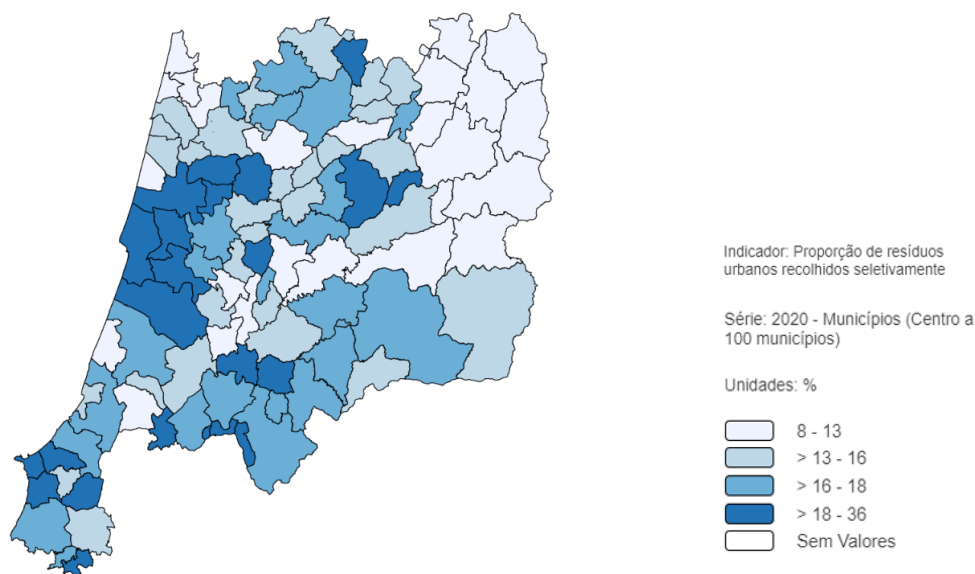 Indicador: Proporção de resíduos
urbanos recolhidos seletivamente
Série: 2020 - Municípios (Centro a
100 municípios)
Unidades: %
8 - 13
> 13 - 16
> 16 - 18
> 18 - 36
Sem Valores